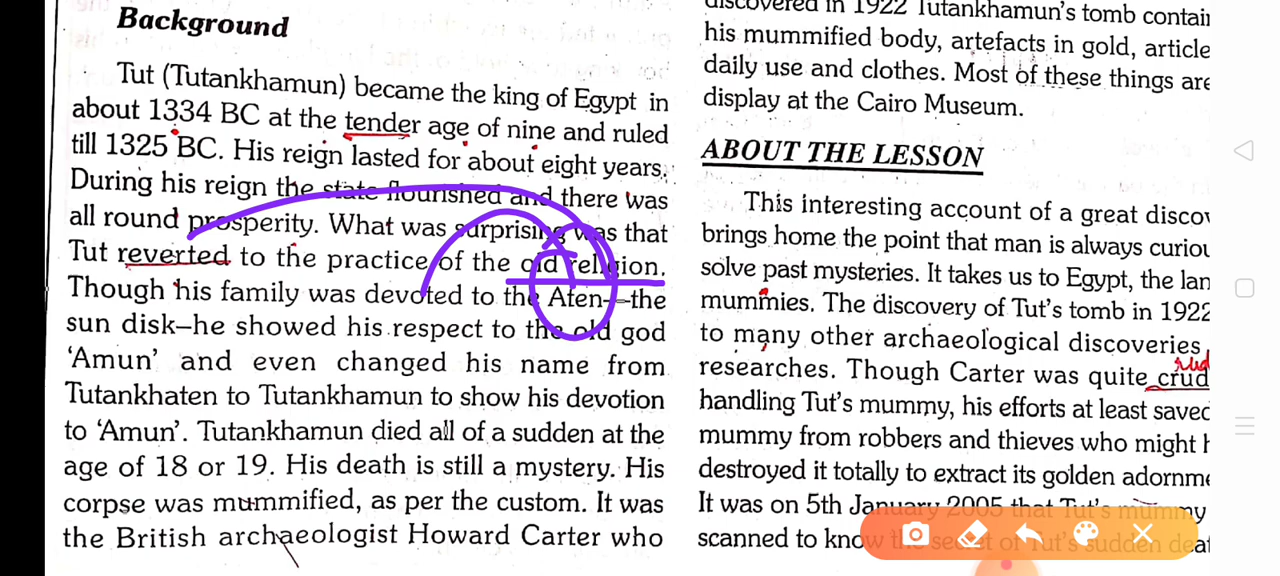 Background
Tut (Tutankhamun) became the king of Egypt in
about 1334 BC at the tender age of nine and ruled
till 1325 BC. His reign lasted for about eight years.
During his reign the state flourished and there was
all round prosperity. What was surprising was that
Tut reverted to the practice of the old religion.
Though his family was devoted to the Aten—the
sun disk—he showed his respect to the old god
‘Amun’ and even changed his name from
Tutankhaten to Tutankhamun to show his devotion
to ‘Amun’. Tutankhamun died all of a sudden at the
age of 18 or 19. His death is still a mystery. His
corpse was mummified, as per the custom. It was
the British archaeologist Howard Carter who
discovered in 1922 Tutankhamun’s tomb contai
his mummified body, artefacts in gold, article
daily use and clothes. Most of these things are
display at the Cairo Museum.
ABOUT THE LESSON
This interesting account of a great discov
brings home the point that man is always curiou
solve past mysteries. It takes us to Egypt, the lan
mummies. The discovery of Tut’s tomb in 1922
to many other archaeological discoveries
rud
researches. Though Carter was quite crud
handling Tut’s mummy, his efforts at least saved
mummy from robbers and thieves who might h
destroyed it totally to extract its golden adornme
It was on 5th January 2005 that Tut’s mummy
scanned to know the secret of Tut’s sudden deat